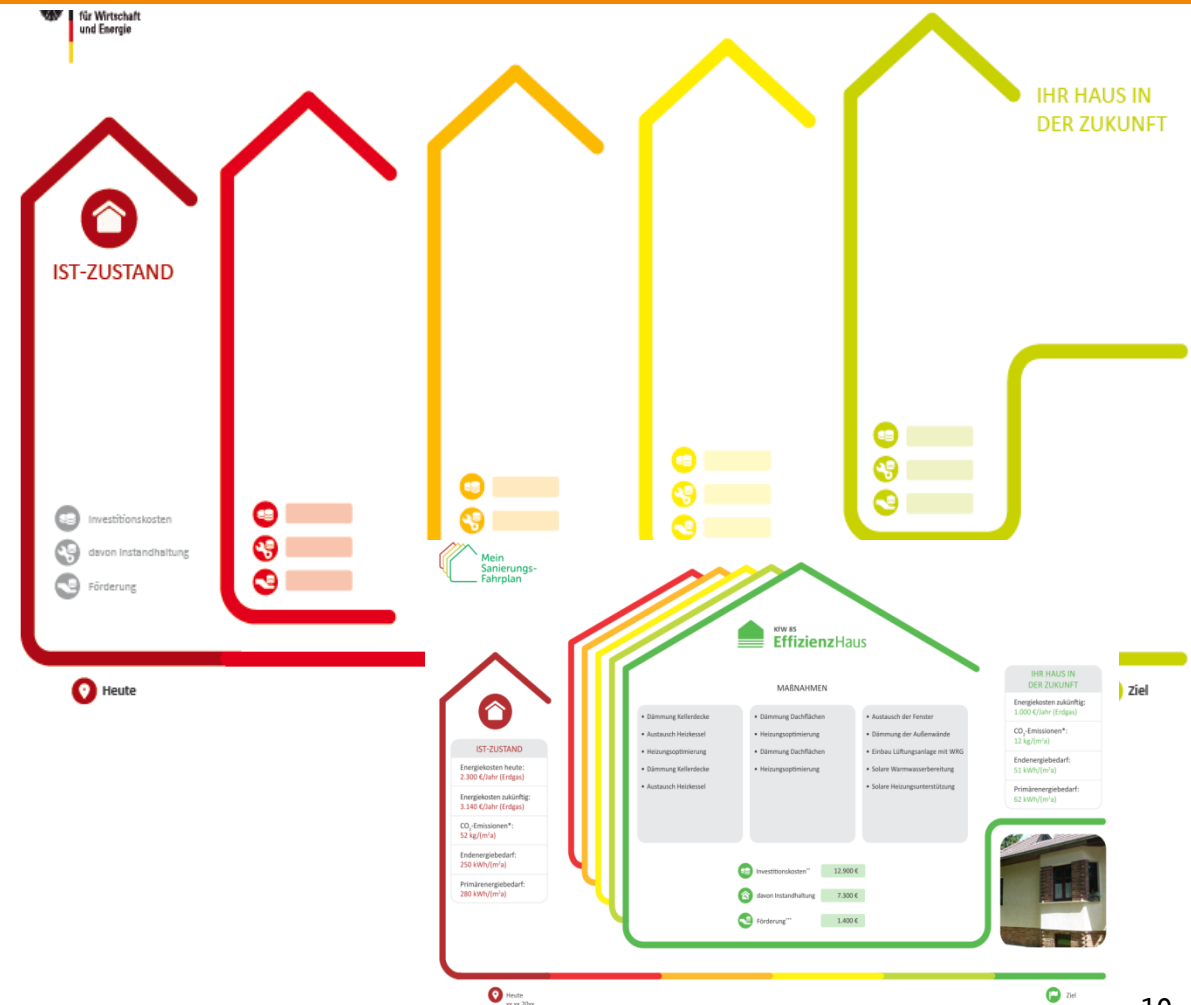 für Wirtschaft
und Energie
IHR HAUS IN
DER ZUKUNFT
IST-ZUSTAND
Investitionskosten
davon Instandhaltung
Förderung
Heute
Ziel
Mein
Sanierungs-
Fahrplan
KfW 85
EffizienzHaus
MAßNAHMEN
• Dämmung Kellerdecke
• Austausch Heizkessel
• Heizungsoptimierung
• Dämmung Kellerdecke
• Austausch Heizkessel
• Dämmung Dachflächen
• Heizungsoptimierung
• Dämmung Dachflächen
• Heizungsoptimierung
• Austausch der Fenster
• Dämmung der Außenwände
• Einbau Lüftungsanlage mit WRG
• Solare Warmwasserbereitung
• Solare Heizungsunterstützung
Investitionskosten**
12.900 €
davon Instandhaltung
7.300 €
Förderung***
1.400 €
IST-ZUSTAND
Energiekosten heute:
2.300 €/Jahr (Erdgas)
Energiekosten zukünftig:
3.140 €/Jahr (Erdgas)
CO₂-Emissionen*:
52 kg/(m²a)
Endenergiebedarf:
250 kWh/(m²a)
Primärenergiebedarf:
280 kWh/(m²a)
IHR HAUS IN
DER ZUKUNFT
Energiekosten zukünftig:
1.000 €/Jahr (Erdgas)
CO₂-Emissionen*:
12 kg/(m²a)
Endenergiebedarf:
51 kWh/(m²a)
Primärenergiebedarf:
62 kWh/(m²a)
Heute
Ziel